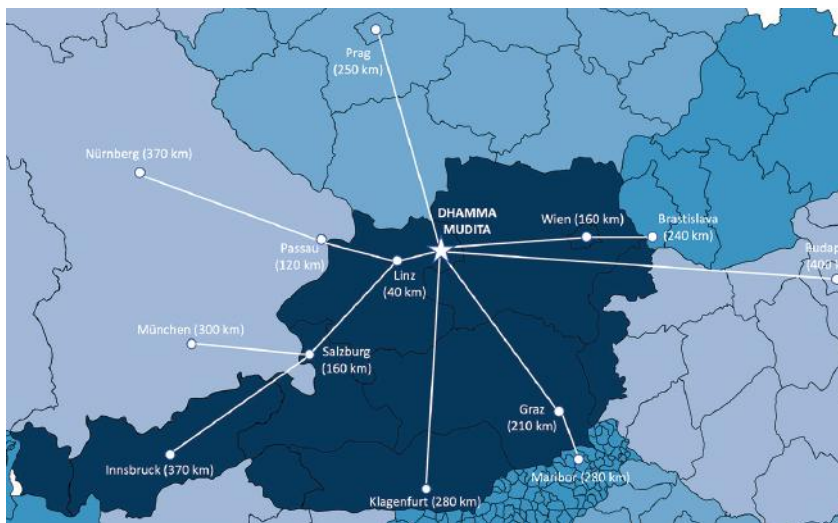 Prag
(250 km)
Nürnberg (370 km)
DHAMMA
MUDITA
Wien (160 km)
Brastislava
(240 km)
Passau
(120 km)
Linz
(40 km)
(400 k
München (300 km)
Salzburg
(160 km)
Graz
(210 km)
Innsbruck (370 km)
Maribor (280 km)
Klagenfurt (280 km)